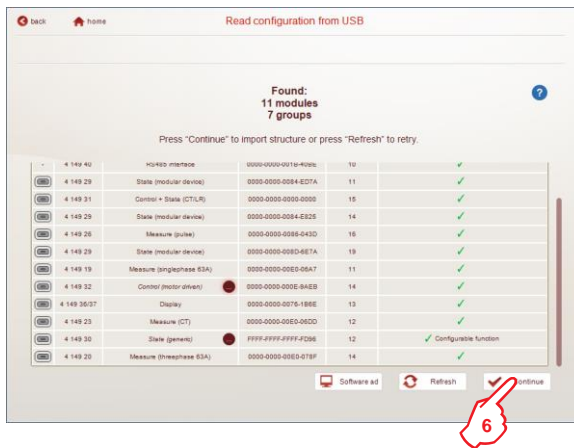 back home Read configuration from USB
Found:
?
11 modules
7 groups
Press "Continue" to import structure or press "Refresh" to retry.
4 149 40 RS485 interface 0000-0000-001B-409E 10
4 149 29 State (modular device) 0000-0000-0084-ED7A 11
4 149 31 Control + State (CT/LR) 0000-0000-0000-0000 15
4 149 29 State (modular device) 0000-0000-0084-E825 14
4 149 26 Measure (pulse) 0000-0000-0086-043D 16
4 149 29 State (modular device) 0000-0000-008D-6E7A 19
4 149 19 Measure (singlephase 63A) 0000-0000-00E0-06A7 11
4 149 32 Control (motor driven) 0000-0000-000E-8AEB 14
4 149 36/37 Display 0000-0000-0076-1B6E 13
4 149 23 Measure (CT) 0000-0000-00E0-06DD 12
4 149 30 State (generic) FFFF-FFFF-FFFF-FD96 12 ✓ Configurable function
4 149 20 Measure (threephase 63A) 0000-0000-00E0-078F 14
Software ad Refresh ontinue
6